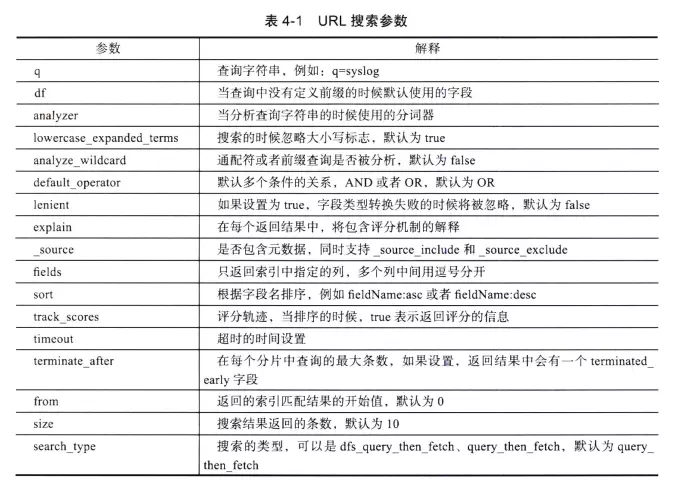 表 4-1 URL 搜索参数
参数 解释
q 查询字符串，例如：q=syslog
df 当查询中没有定义前缀的时候默认使用的字段
analyzer 当分析查询字符串的时候使用的分词器
lowercase_expanded_terms 搜索的时候忽略大小写标志，默认为 true
analyze_wildcard 通配符或者前缀查询是否被分析，默认为 false
default_operator 默认多个条件的关系，AND 或者 OR，默认为 OR
lenient 如果设置为 true，字段类型转换失败的时候将被忽略，默认为 false
explain 在每个返回结果中，将包含评分机制的解释
_source 是否包含元数据，同时支持 _source_include 和 _source_exclude
fields 只返回索引中指定的列，多个列中间用逗号分开
sort 根据字段名排序，例如 fieldName:asc 或者 fieldName:desc
track_scores 评分轨迹，当排序的时候，true 表示返回评分的信息
timeout 超时的时间设置
terminate_after 在每个分片中查询的最大条数，如果设置，返回结果中会有一个 terminated_
early 字段
from 返回的索引匹配结果的开始值，默认为 0
size 搜索结果返回的条数，默认为 10
search_type 搜索的类型，可以是 dfs_query_then_fetch、query_then_fetch，默认为 query_
then_fetch